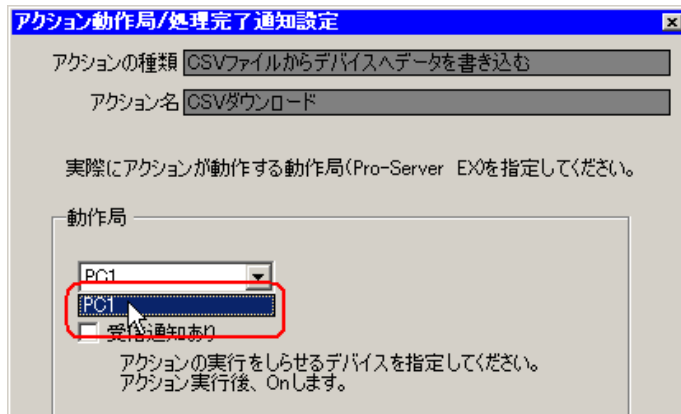 アクション動作局/処理完了通知設定
アクションの種類 CSVファイルからデバイスへデータを書き込む
アクション名 CSVダウンロード
実際にアクションが動作する動作局(Pro-Server EX)を指定してください。
動作局
PC1
PC1
受信通知あり
アクションの実行をしらせるデバイスを指定してください。
アクション実行後、Onします。